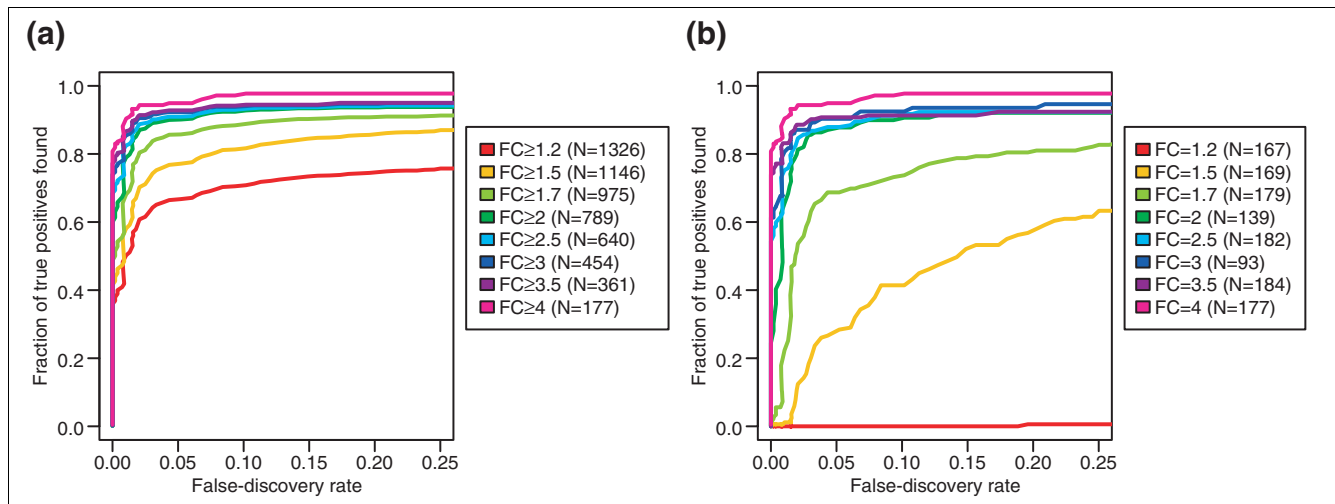 (a)
Fraction of true positives found
1.0
0.8
0.6
0.4
0.2
0.0
0.00 0.05 0.10 0.15 0.20 0.25
False-discovery rate
FC≥1.2 (N=1326)
FC≥1.5 (N=1146)
FC≥1.7 (N=975)
FC≥2 (N=789)
FC≥2.5 (N=640)
FC≥3 (N=454)
FC≥3.5 (N=361)
FC≥4 (N=177)
(b)
Fraction of true positives found
1.0
0.8
0.6
0.4
0.2
0.0
0.00 0.05 0.10 0.15 0.20 0.25
False-discovery rate
FC=1.2 (N=167)
FC=1.5 (N=169)
FC=1.7 (N=179)
FC=2 (N=139)
FC=2.5 (N=182)
FC=3 (N=93)
FC=3.5 (N=184)
FC=4 (N=177)